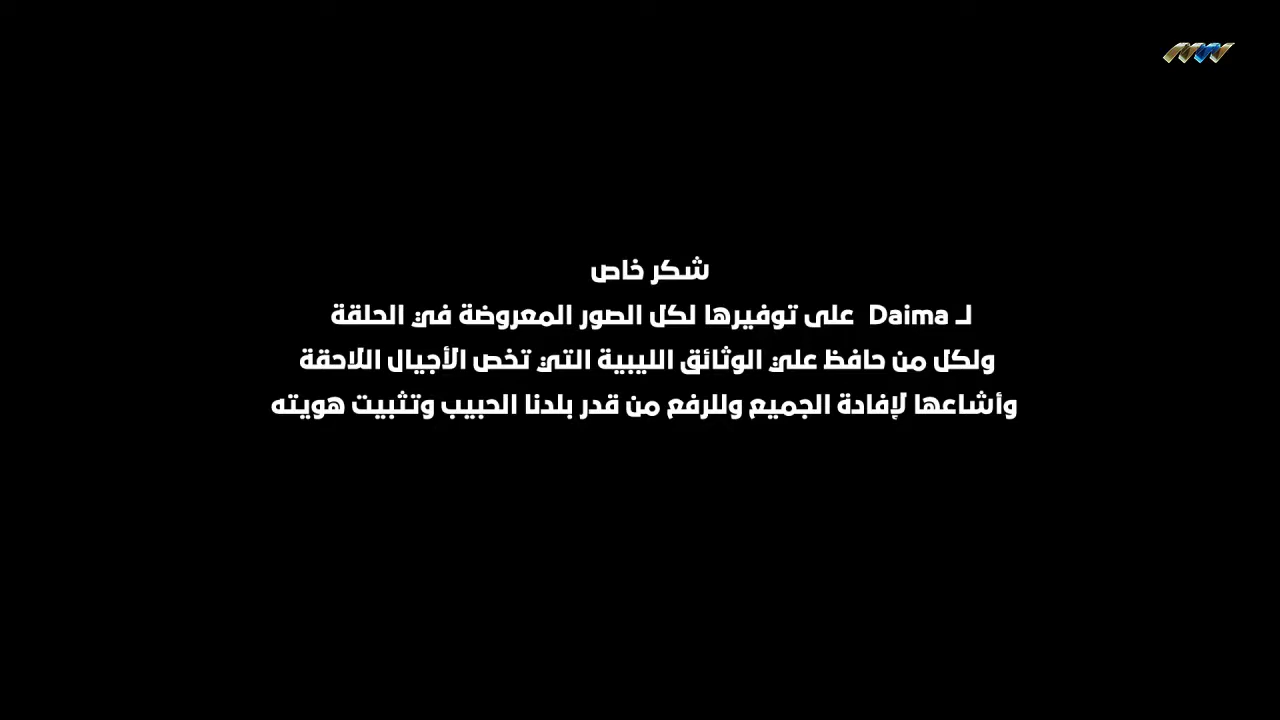 شكر خاص
لـ Daima على توفيرها لكل الصور المعروضة في الحلقة
ولكل من حافظ علي الوثائق الليبية التي تخص الأجيال اللاحقة
وأشاعها لإفادة الجميع وللرفع من قدر بلدنا الحبيب وتثبيت هويته